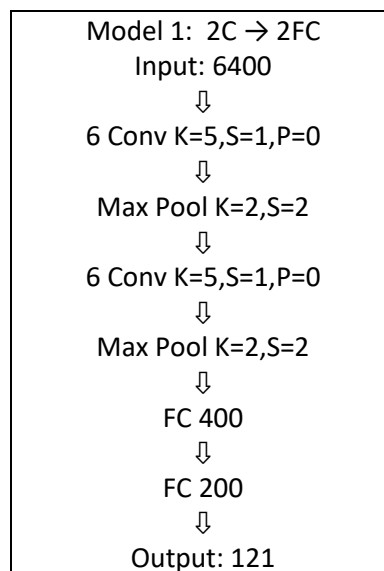 Model 1:  2C → 2FC
Input: 6400
⇩
6 Conv K=5,S=1,P=0
⇩
Max Pool K=2,S=2
⇩
6 Conv K=5,S=1,P=0
⇩
Max Pool K=2,S=2
⇩
FC 400
⇩
FC 200
⇩
Output: 121